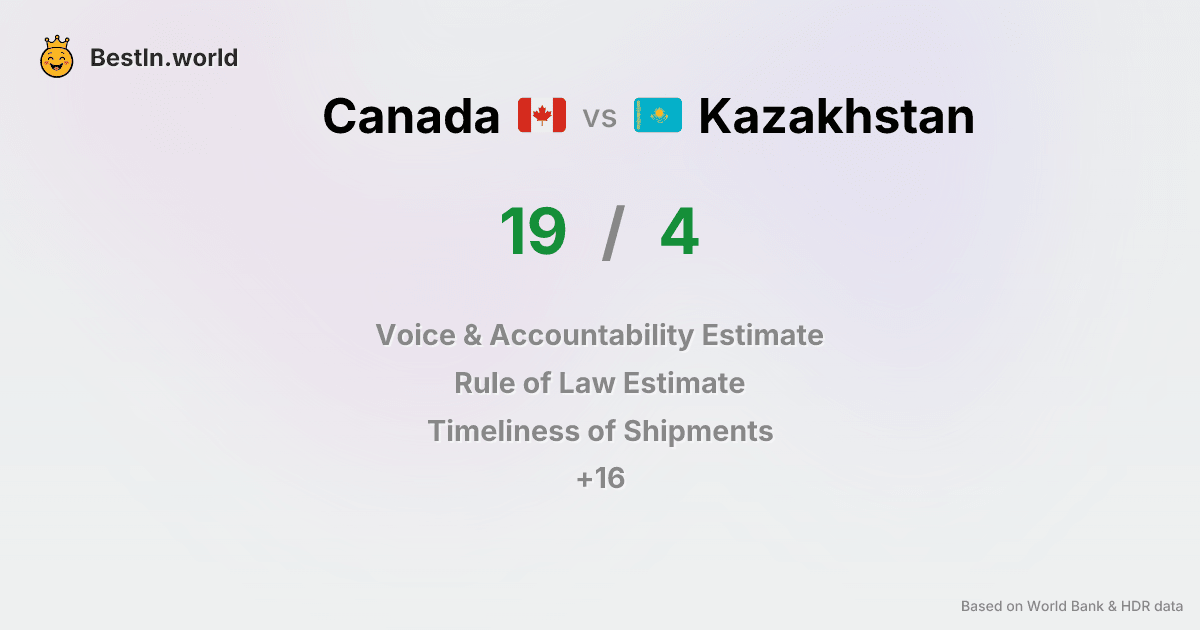 BestIn.world
Canada vs Kazakhstan
19 / 4
Voice & Accountability Estimate
Rule of Law Estimate
Timeliness of Shipments
+16
Based on World Bank & HDR data